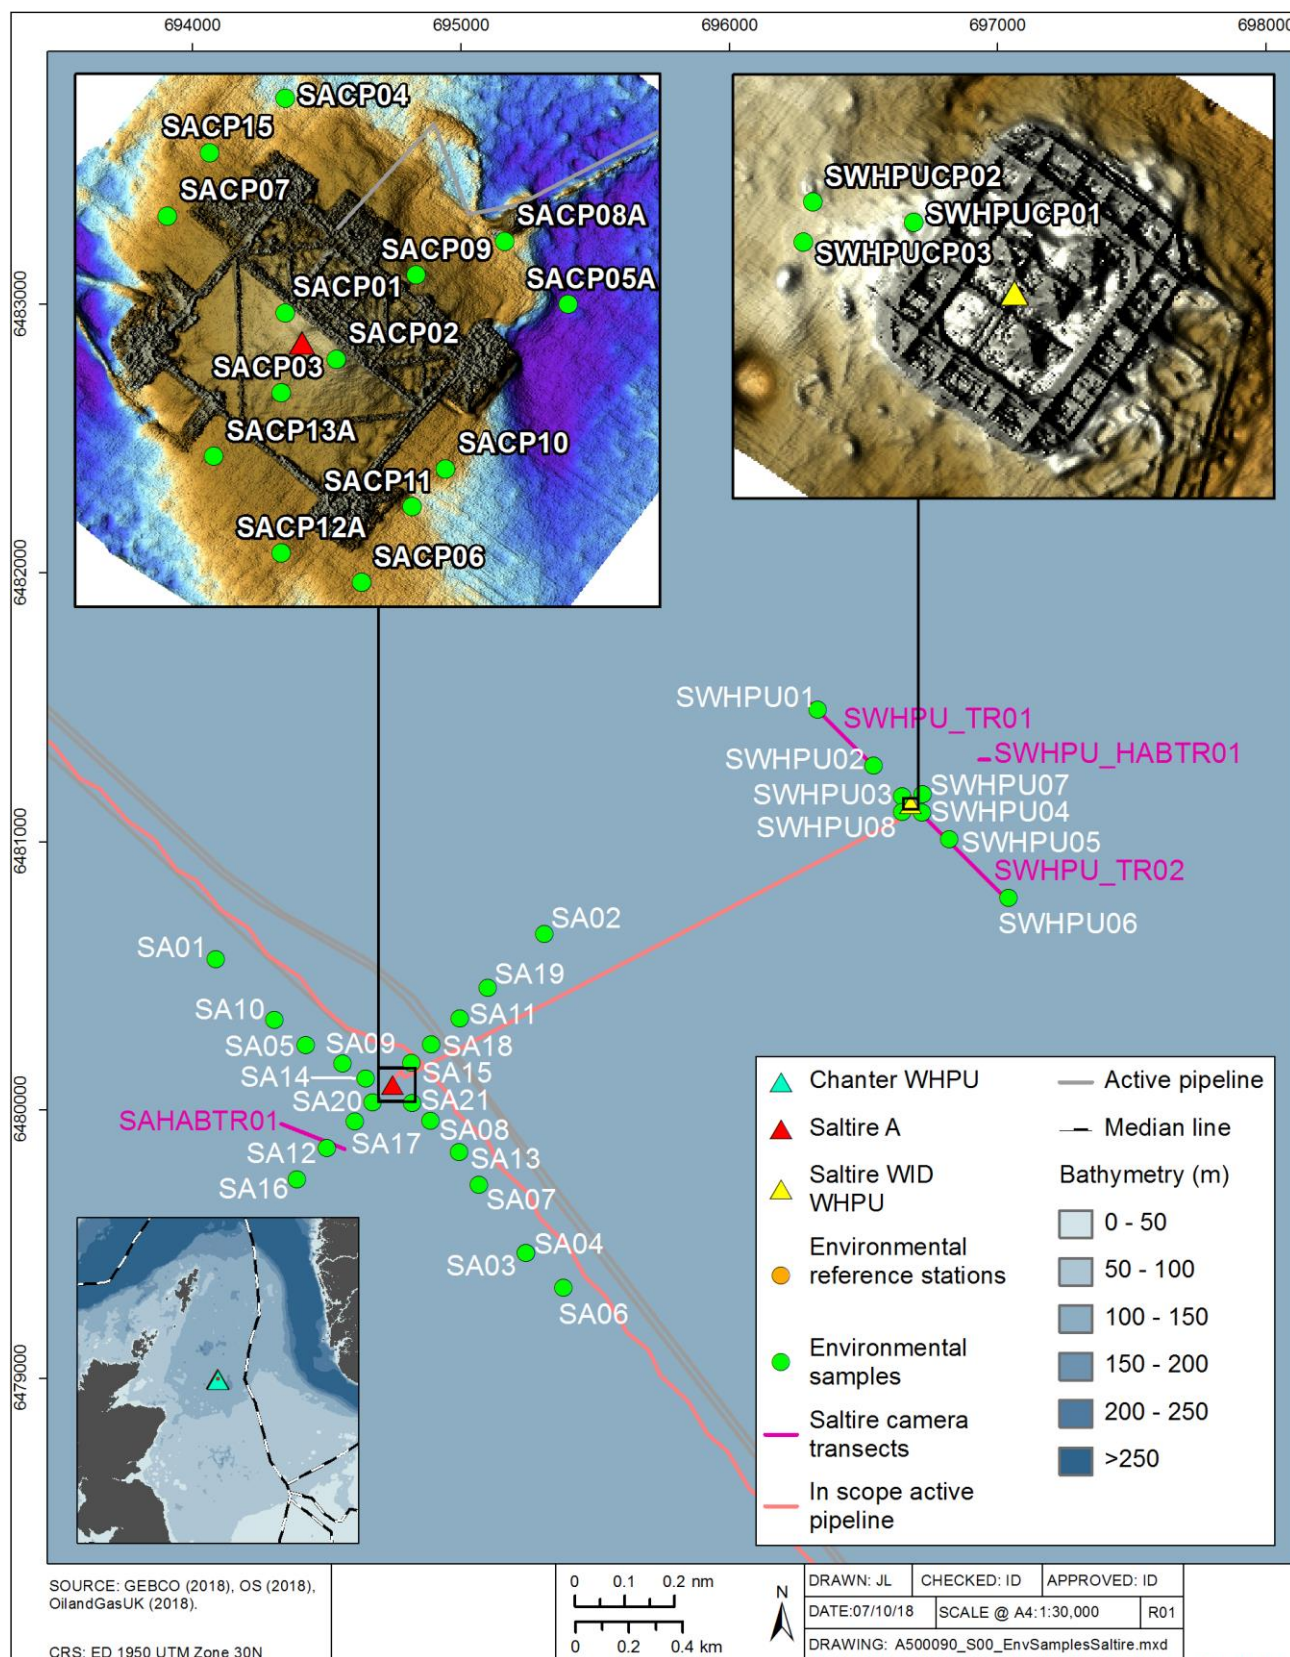 694000
695000
696000
697000
698000
SACP04
SACP15
SACP07
SACP08A
SACP09
SACP05A
SACP01
SACP02
SACP03
SACP13A
SACP10
SACP11
SACP12A
SACP06
SWHPUCP02
SWHPUCP01
SWHPUCP03
6483000
6482000
6481000
6480000
6479000
SWHPU01
SWHPU_TR01
SWHPU_HABTR01
SWHPU02
SWHPU07
SWHPU03
SWHPU04
SWHPU08
SWHPU05
SWHPU_TR02
SWHPU06
SA02
SA01
SA19
SA10
SA11
SA05
SA09
SA18
SA14
SA15
SA20
SA21
SAHABTR01
SA08
SA12
SA17
SA13
SA16
SA07
SA04
SA03
SA06
Chanter WHPU
Saltire A
Saltire WID
WHPU
Environmental
reference stations
Environmental
samples
Saltire camera
transects
In scope active
pipeline
Active pipeline
Median line
Bathymetry (m)
0 - 50
50 - 100
100 - 150
150 - 200
200 - 250
>250
SOURCE: GEBCO (2018), OS (2018),
OilandGasUK (2018).
CRS: ED 1950 UTM Zone 30N
0 0.1 0.2 nm
0 0.2 0.4 km
N
DRAWN: JL CHECKED: ID APPROVED: ID
DATE:07/10/18 SCALE @ A4:1:30,000 R01
DRAWING: A500090_S00_EnvSamplesSaltire.mxd